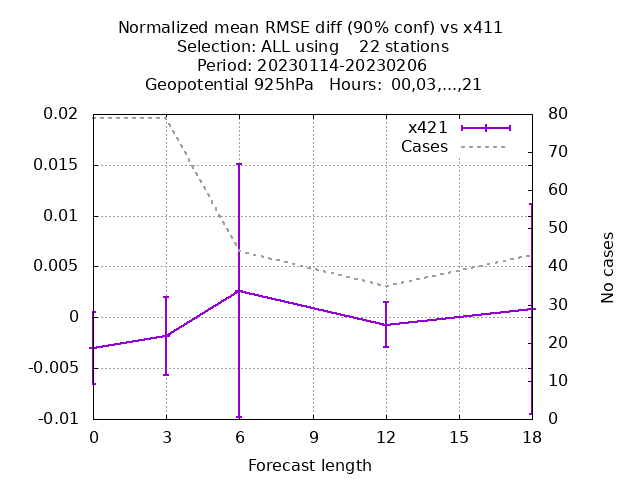 Normalized mean RMSE diff (90% conf) vs x411
Selection: ALL using    22 stations
Period: 20230114-20230206
Geopotential 925hPa   Hours:  00,03,...,21
x421
Cases
0.02
0.015
0.01
0.005
0
-0.005
-0.01
80
70
60
50
40
30
20
10
0
No cases
0 3 6 9 12 15 18
Forecast length